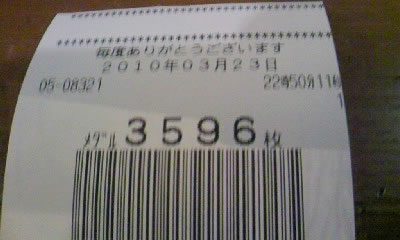 毎度ありがとうございます
2010年03月23日
05-08321 22時50分11秒
1
ﾒﾀﾞﾙ 3596枚